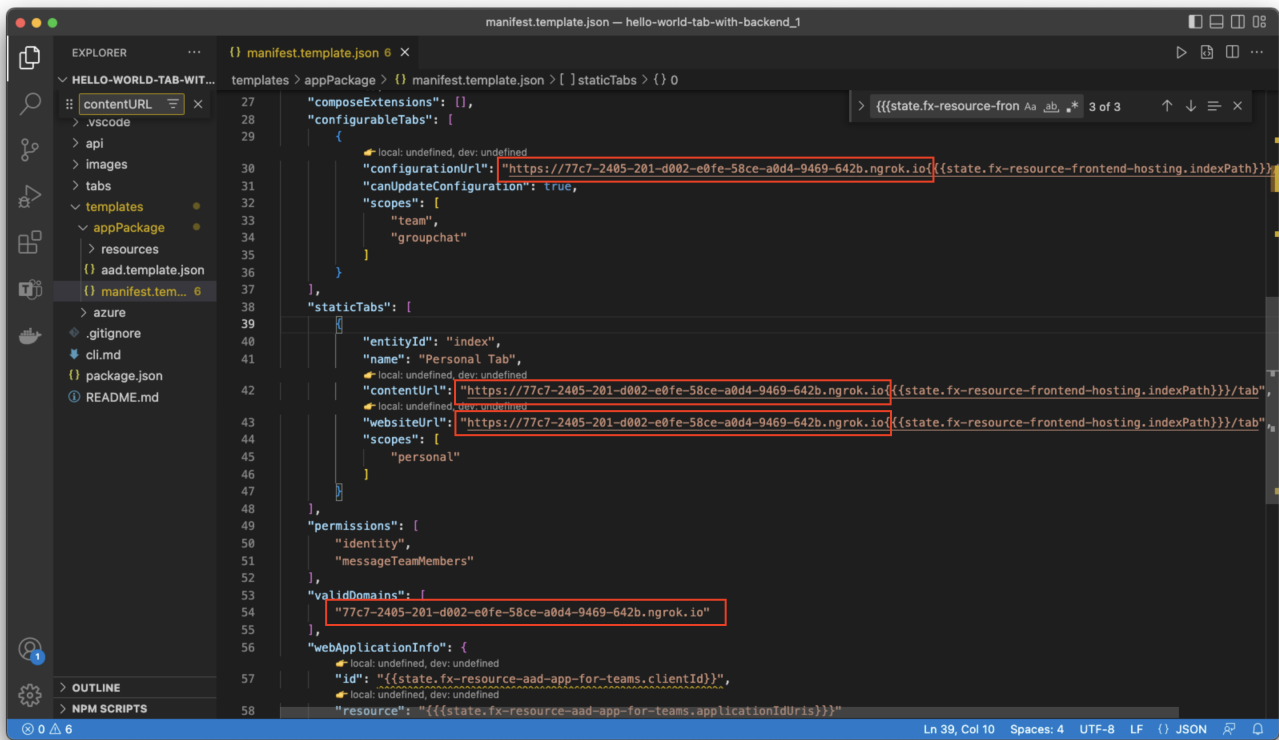 manifest.template.json — hello-world-tab-with-backend_1
EXPLORER
HELLO-WORLD-TAB-WIT...
contentURL
.vscode
api
images
tabs
templates
appPackage
resources
{} aad.template.json
{} manifest.tem... 6
azure
.gitignore
cli.md
{} package.json
README.md
OUTLINE
NPM SCRIPTS
{} manifest.template.json 6
templates > appPackage > {} manifest.template.json > [ ] staticTabs > {} 0
{{{state.fx-resource-fron Aa ab, .* 3 of 3
27 "composeExtensions": [],
28 "configurableTabs": [
29 {
👉 local: undefined, dev: undefined
30 "configurationUrl": "https://77c7-2405-201-d002-e0fe-58ce-a0d4-9469-642b.ngrok.io{{{state.fx-resource-frontend-hosting.indexPath}}}
31 "canUpdateConfiguration": true,
32 "scopes": [
33 "team",
34 "groupchat"
35 ]
36 }
37 ],
38 "staticTabs": [
39 {
40 "entityId": "index",
41 "name": "Personal Tab",
👉 local: undefined, dev: undefined
42 "contentUrl": "https://77c7-2405-201-d002-e0fe-58ce-a0d4-9469-642b.ngrok.io{{{state.fx-resource-frontend-hosting.indexPath}}}/tab",
👉 local: undefined, dev: undefined
43 "websiteUrl": "https://77c7-2405-201-d002-e0fe-58ce-a0d4-9469-642b.ngrok.io{{{state.fx-resource-frontend-hosting.indexPath}}}/tab",
44 "scopes": [
45 "personal"
46 ]
47 }
48 ],
49 "permissions": [
50 "identity",
51 "messageTeamMembers"
52 ],
53 "validDomains": [
54 "77c7-2405-201-d002-e0fe-58ce-a0d4-9469-642b.ngrok.io"
55 ],
56 "webApplicationInfo": {
👉 local: undefined, dev: undefined
57 "id": "{{state.fx-resource-aad-app-for-teams.clientId}}",
👉 local: undefined, dev: undefined
58 "resource": "{{{state.fx-resource-aad-app-for-teams.applicationIdUris}}}"
1
0 6
Ln 39, Col 10 Spaces: 4 UTF-8 LF {} JSON